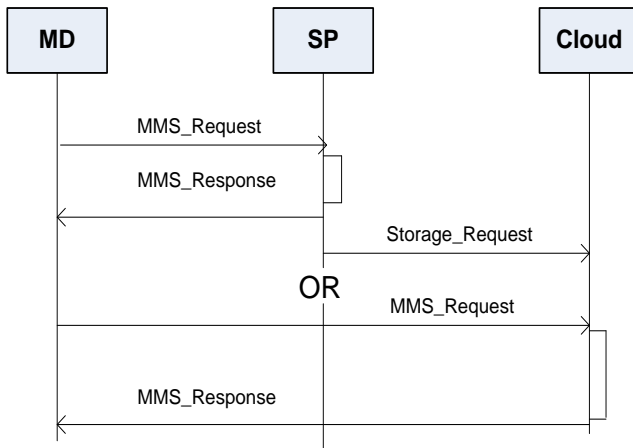 MD
SP
Cloud
MMS_Request
MMS_Response
Storage_Request
OR
MMS_Request
MMS_Response